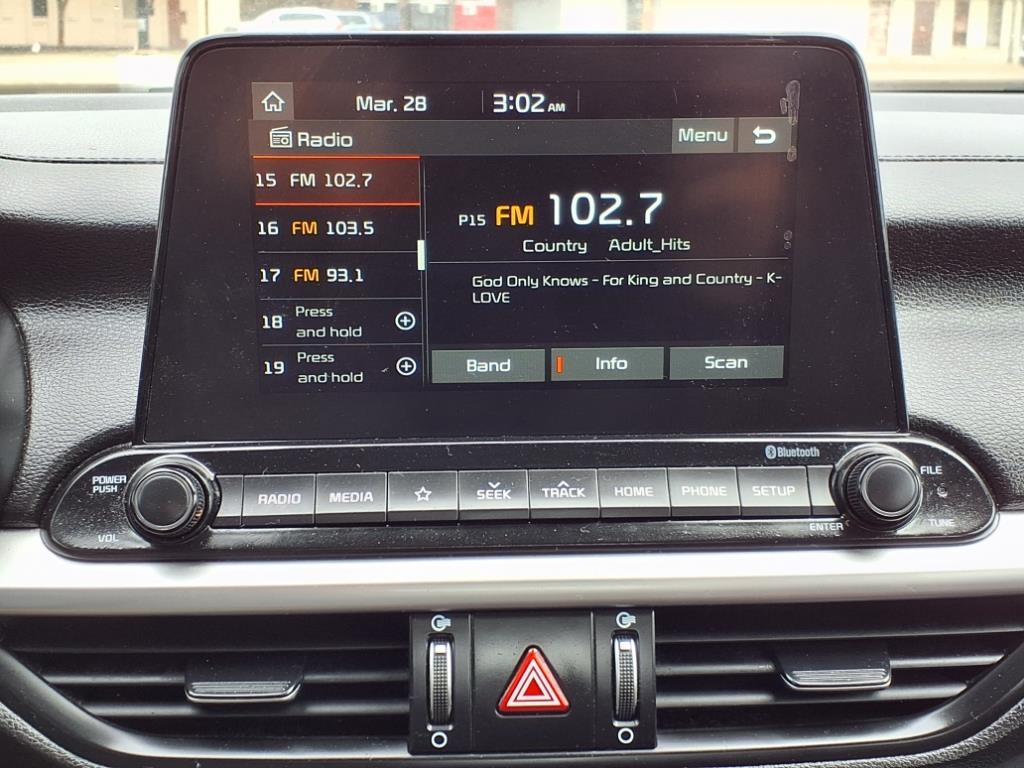 Mar. 28
3:02 AM
Radio
Menu
15 FM 102.7
16 FM 103.5
17 FM 93.1
18 Press and hold
19 Press and hold
P15 FM 102.7
Country Adult_Hits
God Only Knows - For King and Country - K-
LOVE
Band
Info
Scan
Bluetooth
POWER
PUSH
VOL
RADIO
MEDIA
SEEK
TRACK
HOME
PHONE
SETUP
FILE
TUNE
ENTER